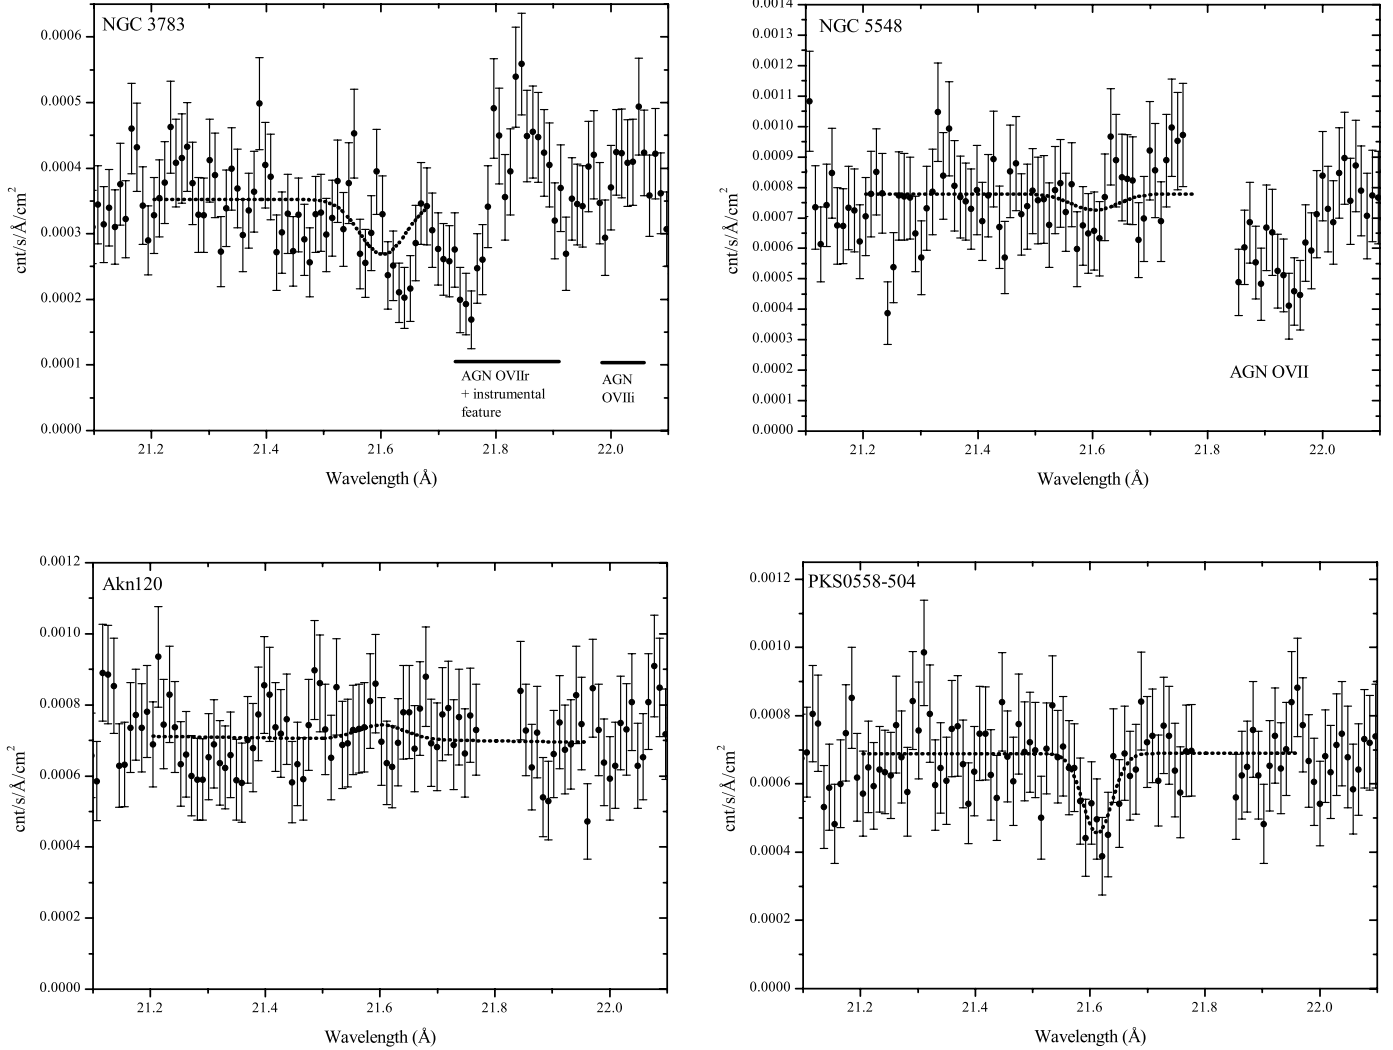 NGC 3783
0.0006
0.0005
0.0004
0.0003
0.0002
0.0001
0.0000
cnt/s/Å/cm²
AGN OVIIr
+ instrumental
feature
AGN
OVIIi
21.2 21.4 21.6 21.8 22.0
Wavelength (Å)
NGC 5548
0.0014
0.0013
0.0012
0.0011
0.0010
0.0009
0.0008
0.0007
0.0006
0.0005
0.0004
0.0003
0.0002
0.0001
0.0000
cnt/s/Å/cm²
AGN OVII
21.2 21.4 21.6 21.8 22.0
Wavelength (Å)
Akn120
0.0012
0.0010
0.0008
0.0006
0.0004
0.0002
0.0000
cnt/s/Å/cm²
21.2 21.4 21.6 21.8 22.0
Wavelength (Å)
PKS0558-504
0.0012
0.0010
0.0008
0.0006
0.0004
0.0002
0.0000
cnt/s/Å/cm²
21.2 21.4 21.6 21.8 22.0
Wavelength (Å)